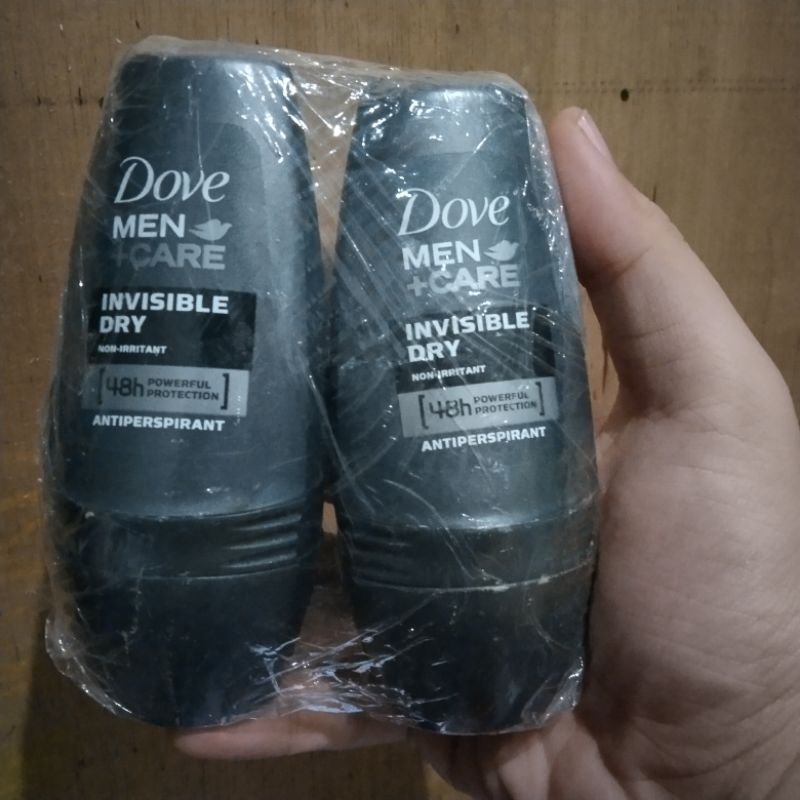 Dove
MEN
+CARE
INVISIBLE
DRY
NON-IRRITANT
[48h POWERFUL
PROTECTION]
ANTIPERSPIRANT
Dove
MEN
+CARE
INVISIBLE
DRY
NON-IRRITANT
[48h POWERFUL
PROTECTION]
ANTIPERSPIRANT